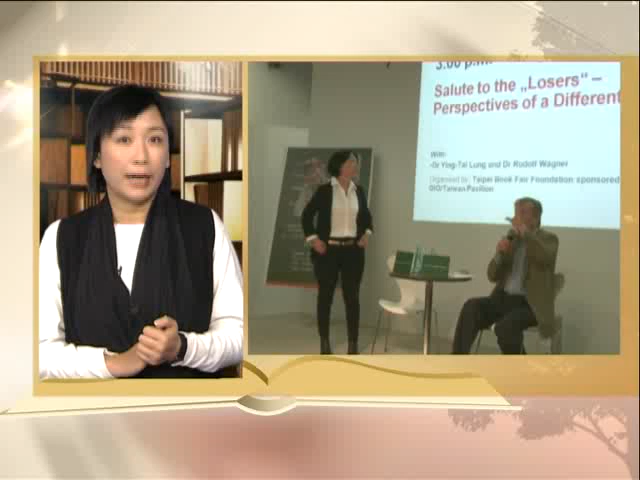 3:00 p.m.
Salute to the „Losers" –
Perspectives of a Different
With:
-Dr Ying-Tai Lung and Dr Rudolf Wagner
Organised by: Taipei Book Fair Foundation sponsored
GIO/Taiwan Pavilion